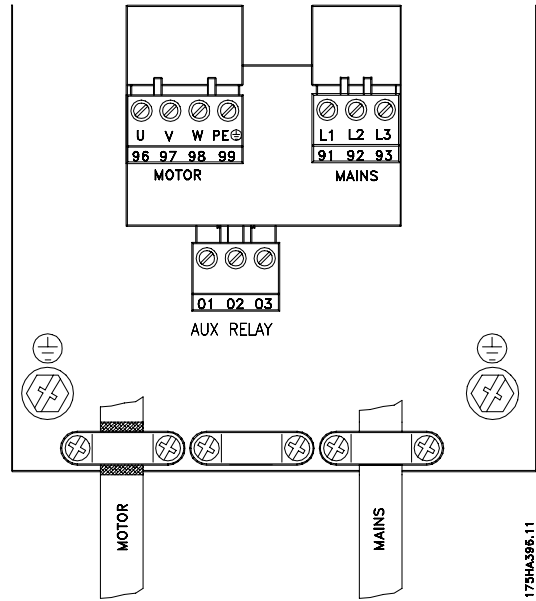 U V W PE
96 97 98 99
MOTOR
L1 L2 L3
91 92 93
MAINS
01 02 03
AUX RELAY
MOTOR
MAINS
175HA396.11